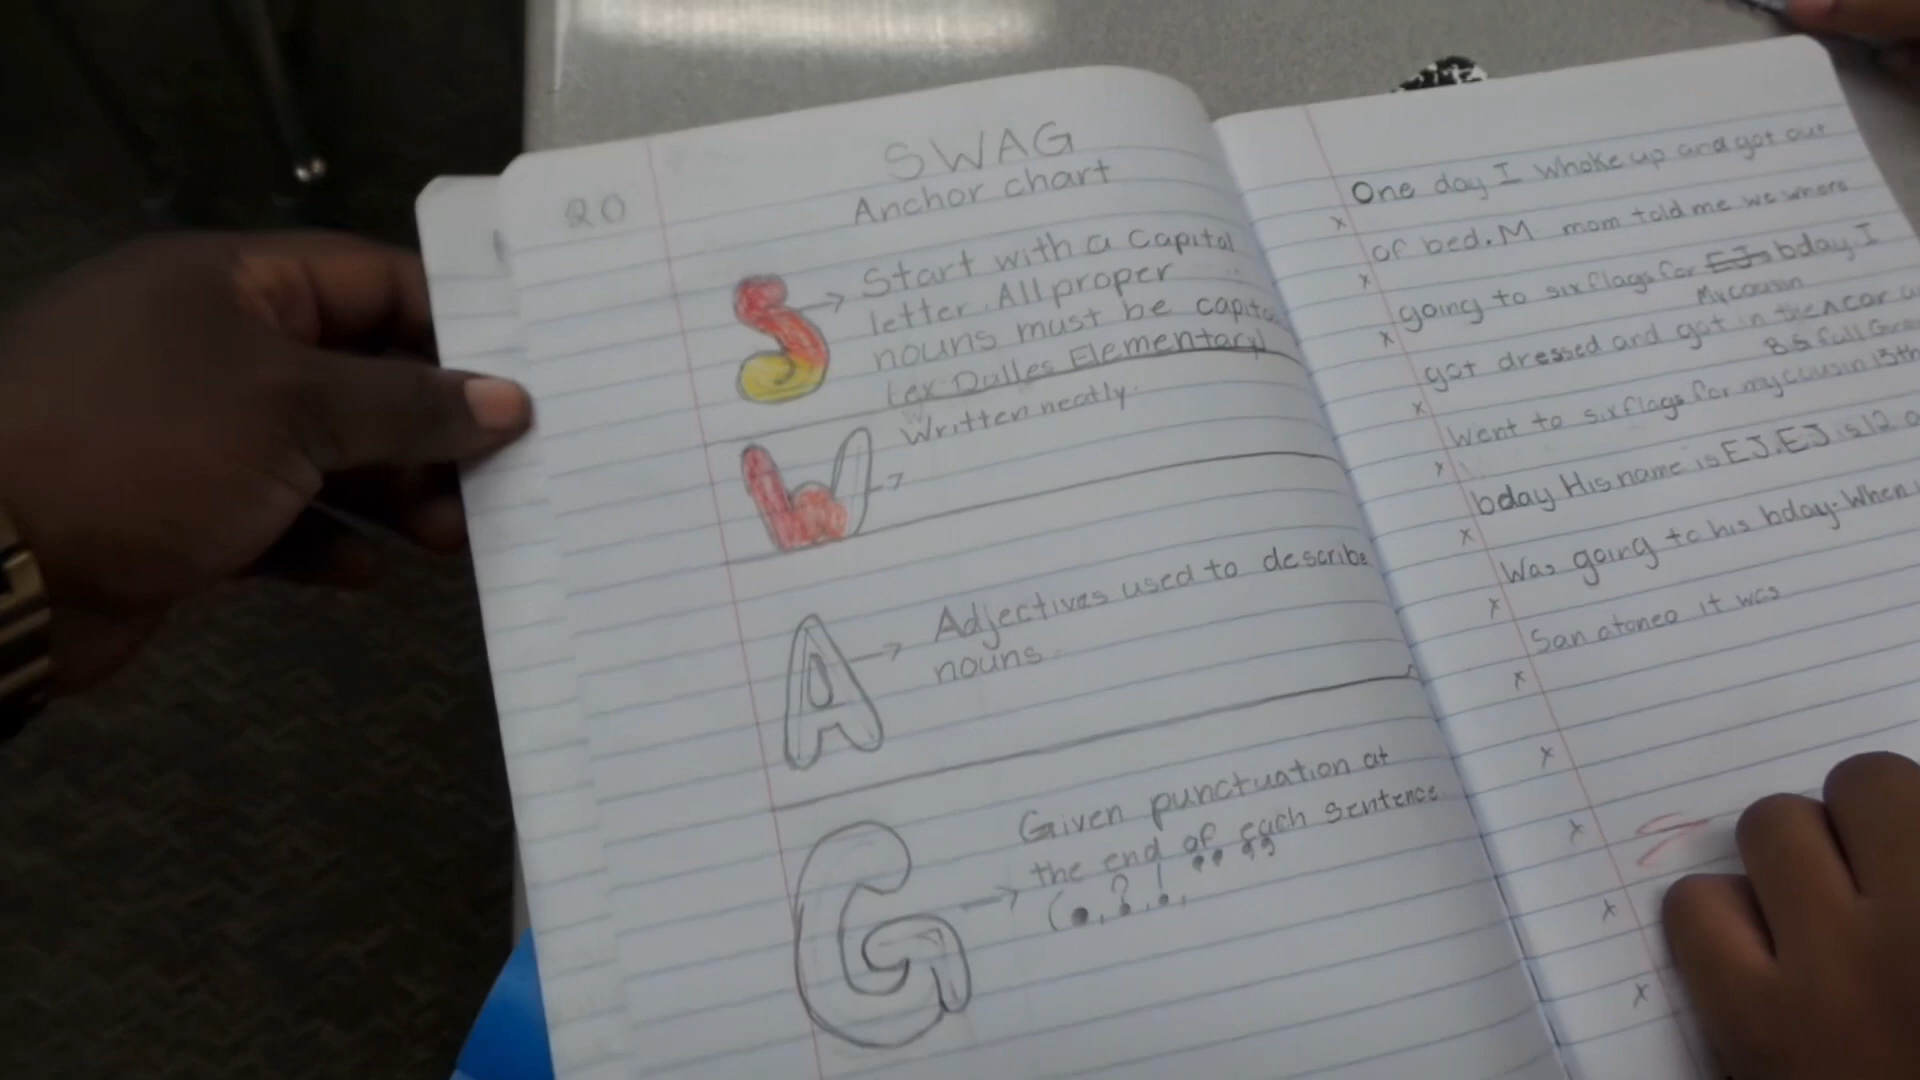 20
SWAG
Anchor chart
S → Start with a capital
letter. All proper
nouns must be
(ex. Dulles Elementary)
W → Written neatly.
A → Adjectives used to describe
nouns.
G → Given punctuation at
the end of each sentence
(., ?, !,
One day I whoke up and got out
of bed. M mom told me we where
going to six flags for EJs bday I
My cousin
got dressed and got in the car
went to six flags for my cousin 13th
bday His name is EJ. EJ is 12
Was going to his bday. When
San atoneo it was